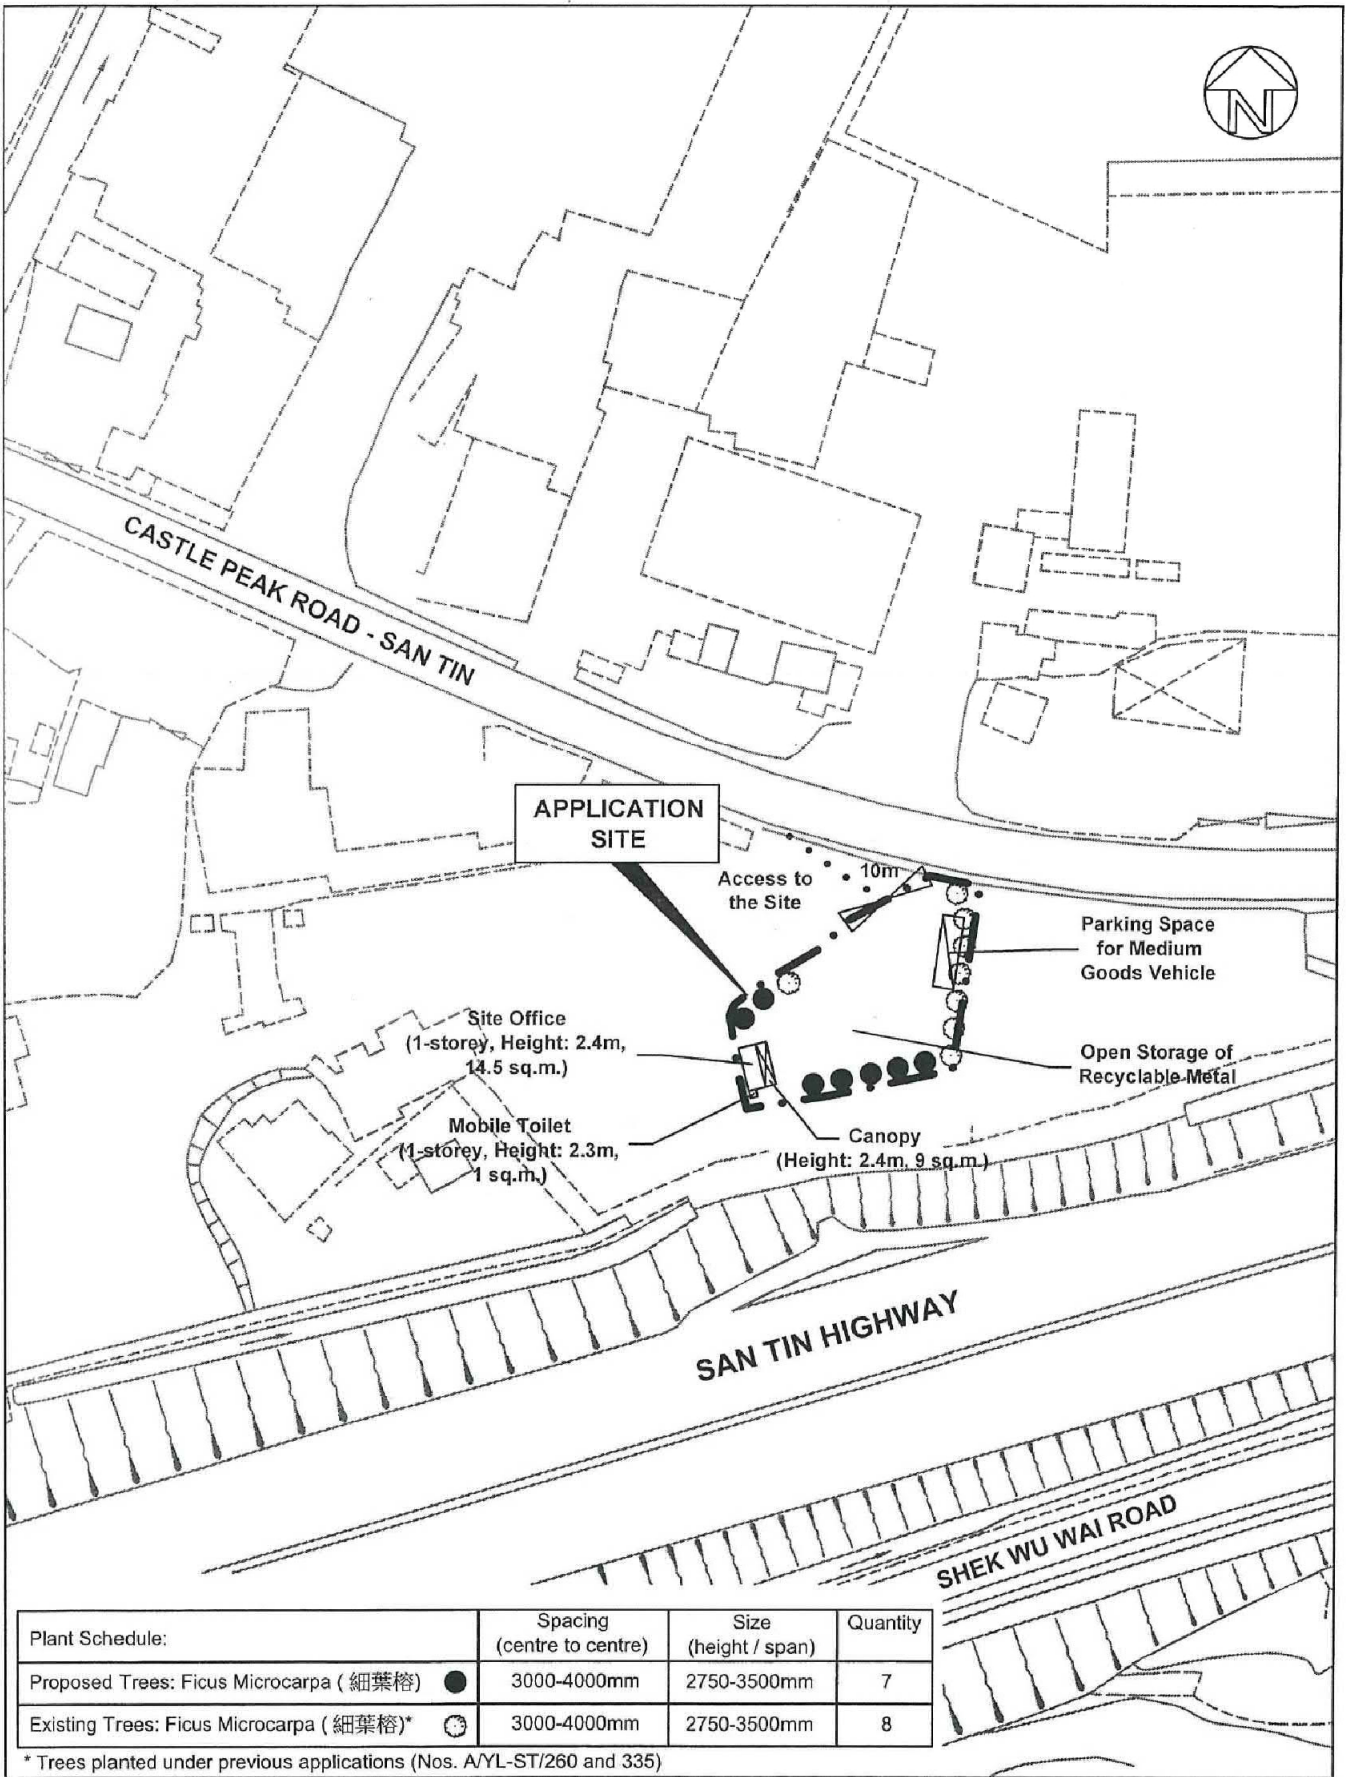 N
CASTLE PEAK ROAD - SAN TIN
APPLICATION
SITE
Access to
the Site
10m
Parking Space
for Medium
Goods Vehicle
Site Office
(1-storey, Height: 2.4m,
14.5 sq.m.)
Open Storage of
Recyclable Metal
Mobile Toilet
(1-storey, Height: 2.3m,
1 sq.m.)
Canopy
(Height: 2.4m, 9 sq.m.)
SAN TIN HIGHWAY
SHEK WU WAI ROAD
Plant Schedule:
Spacing
(centre to centre)
Size
(height / span)
Quantity
Proposed Trees: Ficus Microcarpa ( 細葉榕) 3000-4000mm 2750-3500mm 7
Existing Trees: Ficus Microcarpa ( 細葉榕)* 3000-4000mm 2750-3500mm 8
* Trees planted under previous applications (Nos. A/YL-ST/260 and 335)